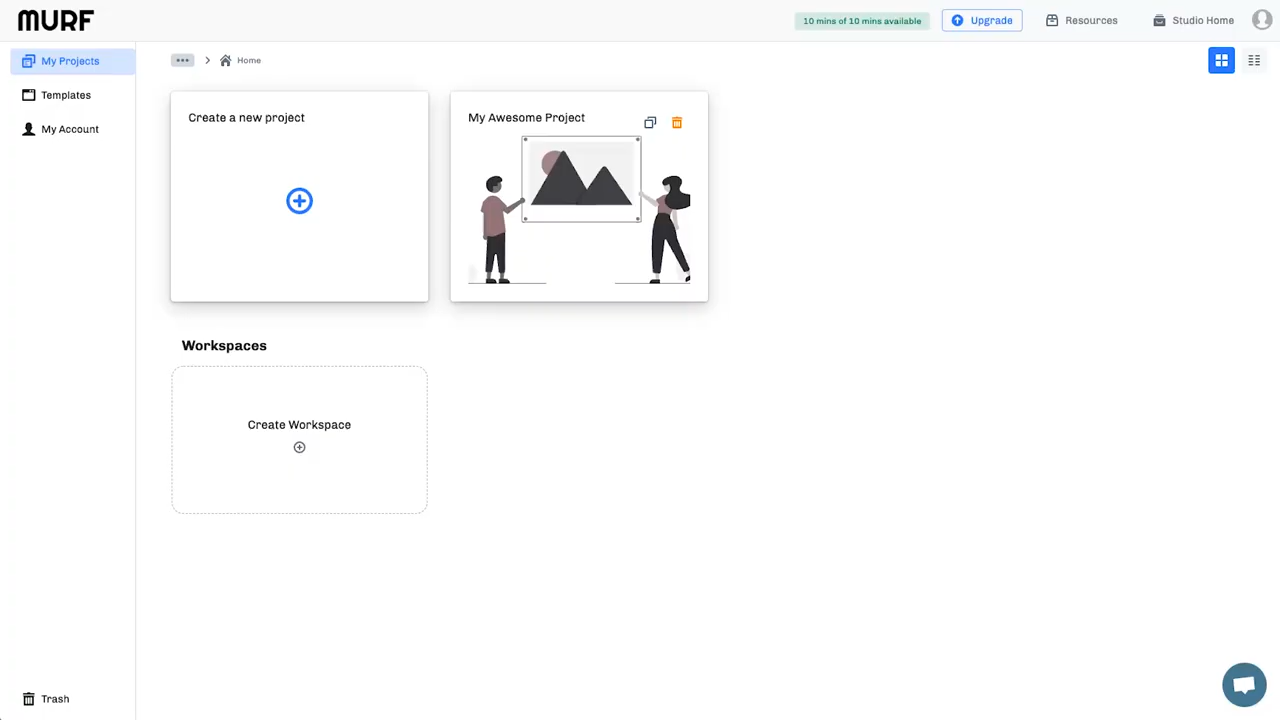 MURF
10 mins of 10 mins available
Upgrade
Resources
Studio Home
My Projects
Templates
My Account
Home
Create a new project
My Awesome Project
Workspaces
Create Workspace
Trash